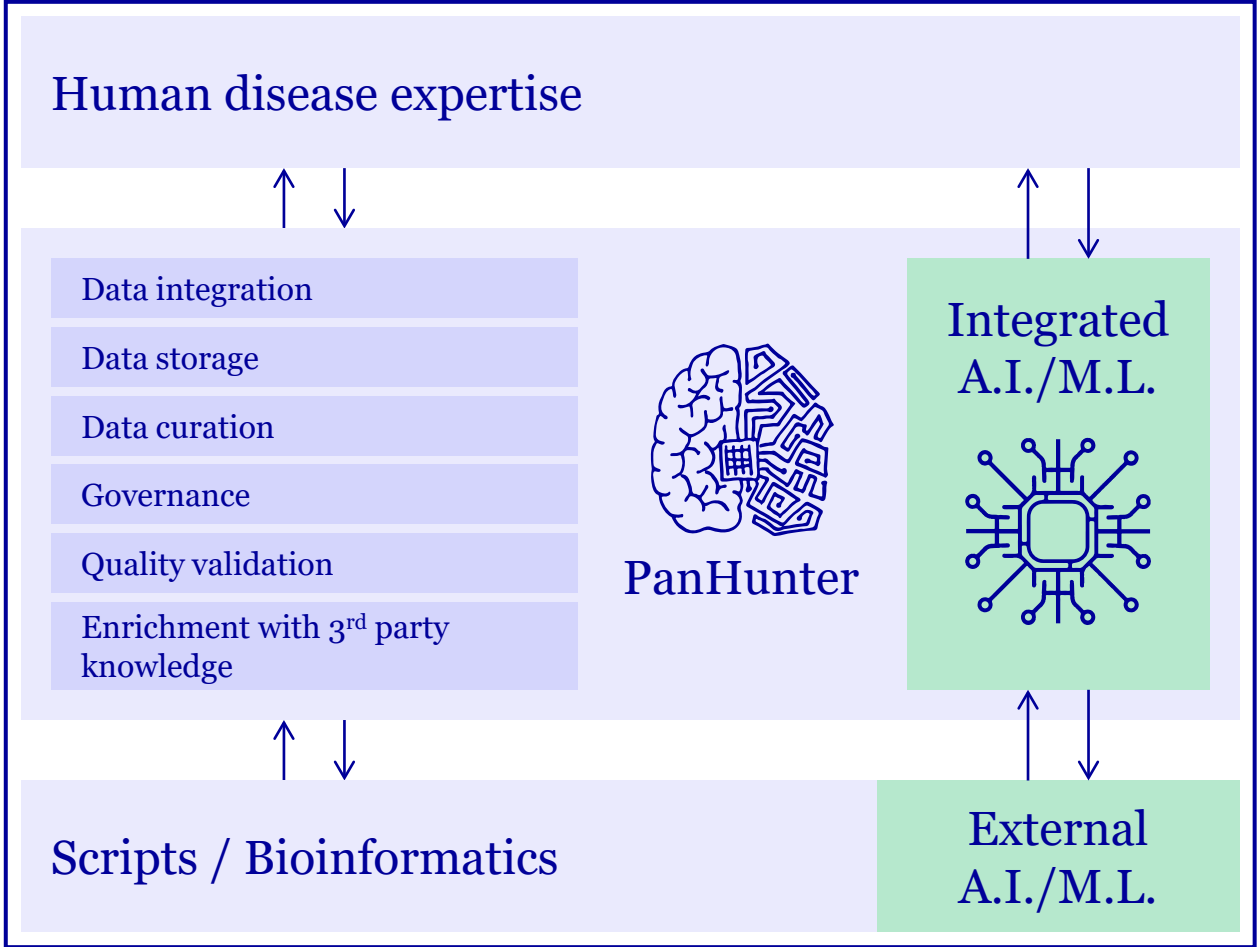 Human disease expertise
Data integration
Data storage
Data curation
Governance
Quality validation
Enrichment with 3rd party
knowledge
PanHunter
Integrated
A.I./M.L.
Scripts / Bioinformatics
External
A.I./M.L.